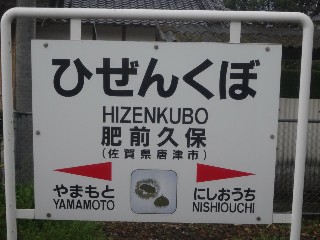 ひぜんくぼ
HIZENKUBO
肥前久保
(佐賀県唐津市)
やまもと にしおうち
YAMAMOTO NISHIOUCHI